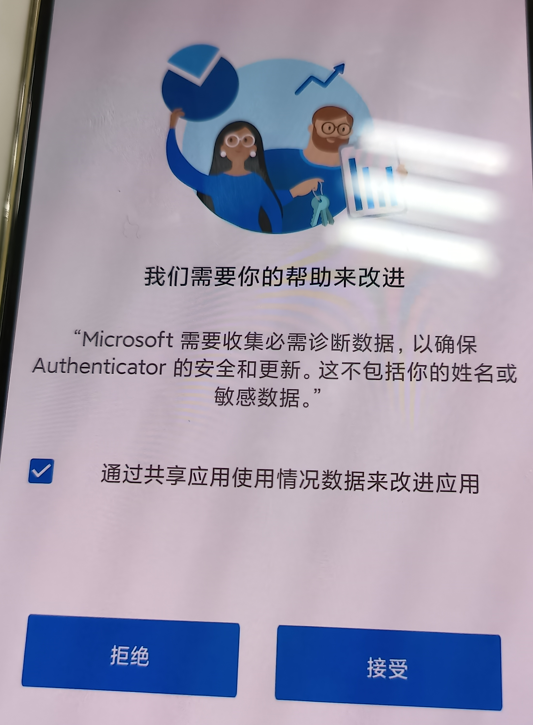 我们需要你的帮助来改进
“Microsoft 需要收集必需诊断数据，以确保
Authenticator 的安全和更新。这不包括你的姓名或
敏感数据。”
通过共享应用使用情况数据来改进应用
拒绝
接受